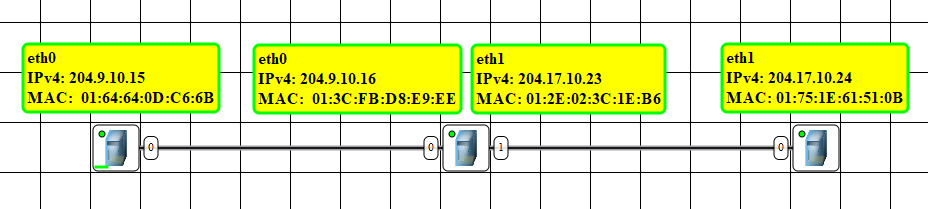 eth0
IPv4: 204.9.10.15
MAC: 01:64:64:0D:C6:6B
eth0
IPv4: 204.9.10.16
MAC: 01:3C:FB:D8:E9:EE
eth1
IPv4: 204.17.10.23
MAC: 01:2E:02:3C:1E:B6
eth1
IPv4: 204.17.10.24
MAC: 01:75:1E:61:51:0B
0
0
1
0